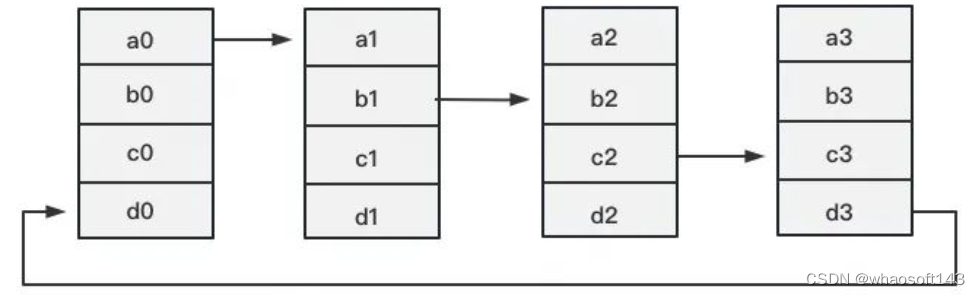 a0 a1 a2 a3
b0 b1 b2 b3
c0 c1 c2 c3
d0 d1 d2 d3
CSDN @whaosoft143